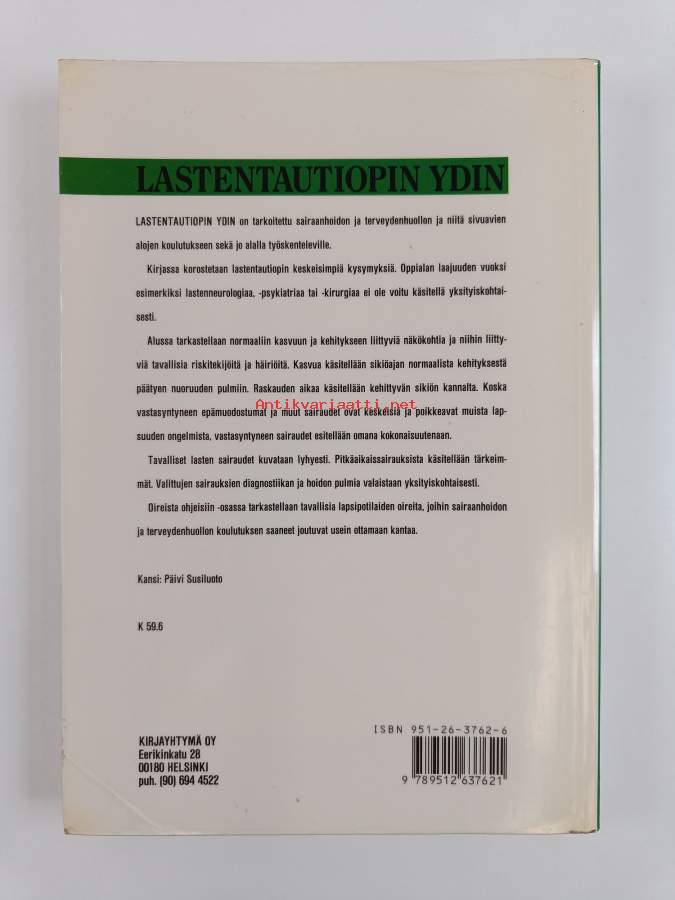 LASTENTAUTIOPIN YDIN
LASTENTAUTIOPIN YDIN on tarkoitettu sairaanhoidon ja terveydenhuollon ja niitä sivuavien
alojen koulutukseen sekä jo alalla työskenteleville.
Kirjassa korostetaan lastentautiopin keskeisimpiä kysymyksiä. Oppialan laajuuden vuoksi
esimerkiksi lastenneurologiaa, -psykiatriaa tai -kirurgiaa ei ole voitu käsitellä yksityiskohtai-
sesti.
Alussa tarkastellaan normaaliin kasvuun ja kehitykseen liittyviä näkökohtia ja niihin liitty-
viä tavallisia riskitekijöitä ja häiriöitä. Kasvua käsitellään sikiöajan normaalista kehityksestä
päätyen nuoruuden pulmiin. Raskauden aikaa käsitellään kehittyvän sikiön kannalta. Koska
Antikvariaatti.net
vastasyntyneen epämuodostumat ja muut sairaudet ovat keskeisiä ja poikkeavat muista lap-
suuden ongelmista, vastasyntyneen sairaudet esitellään omana kokonaisuutenaan.
Tavalliset lasten sairaudet kuvataan lyhyesti. Pitkäaikaissairauksista käsitellään tärkeim-
mät. Valittujen sairauksien diagnostiikan ja hoidon pulmia valaistaan yksityiskohtaisesti.
Oireista ohjeisiin -osassa tarkastellaan tavallisia lapsipotilaiden oireita, joihin sairaanhoidon
ja terveydenhuollon koulutuksen saaneet joutuvat usein ottamaan kantaa.
Kansi: Päivi Susiluoto
K 59.6
ISBN 951-26-3762-6
KIRJAYHTYMÄ OY
Eerikinkatu 28
00180 HELSINKI
puh. (90) 694 4522
9 789512 637621